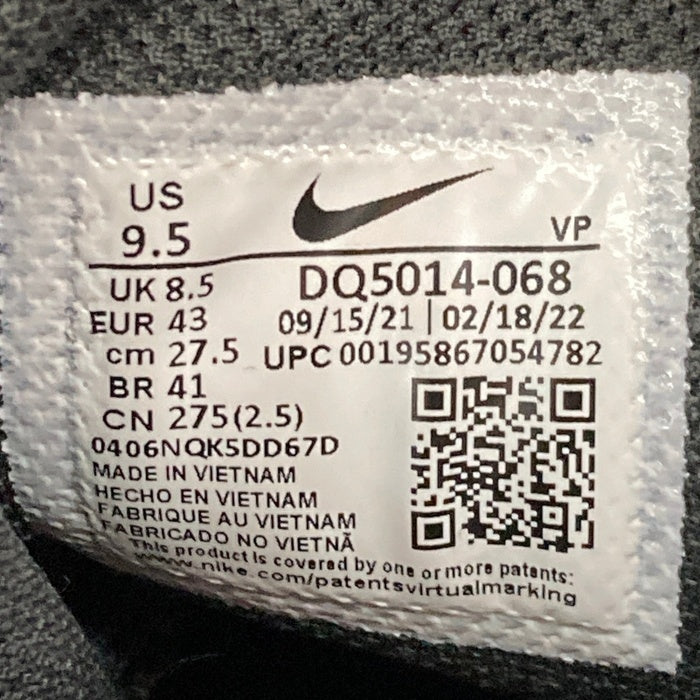 US
9.5
VP
UK 8.5
DQ5014-068
EUR 43
09/15/21 | 02/18/22
cm 27.5
UPC 00195867054782
BR 41
CN 275(2.5)
0406NQK5DD67D
MADE IN VIETNAM
HECHO EN VIETNAM
FABRIQUE AU VIETNAM
FABRICADO NO VIETNÃ
This product is covered by one or more patents:
www.nike.com/patentsvirtualmarking